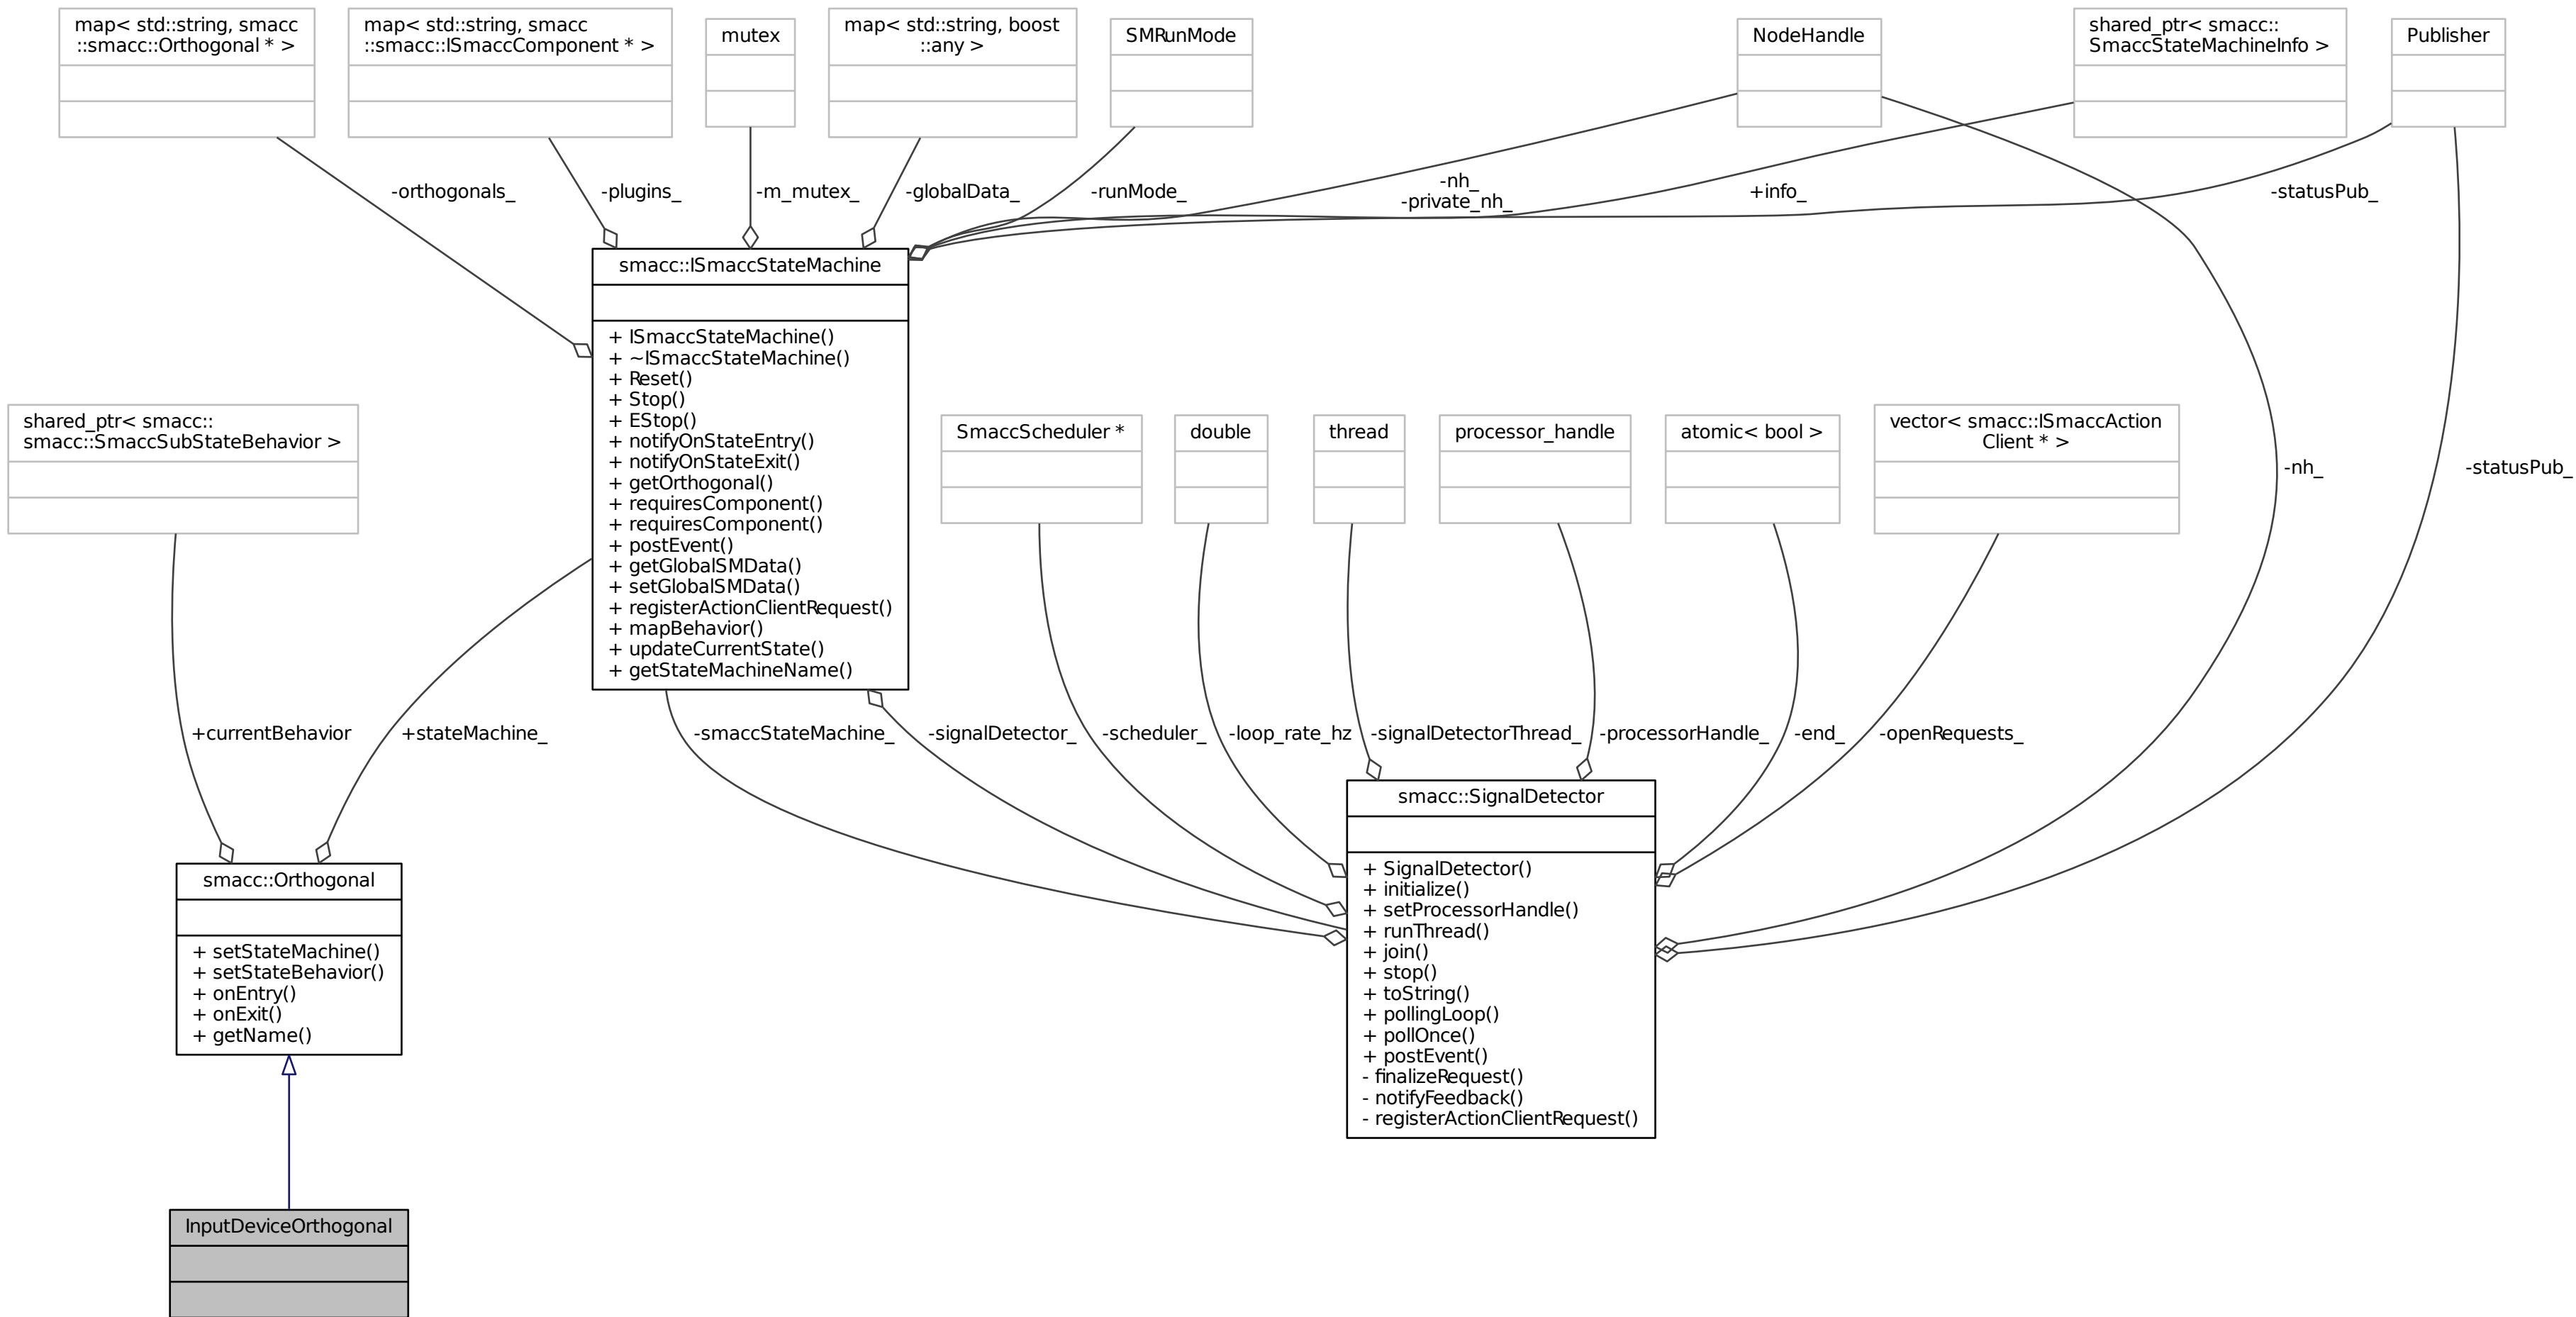 map< std::string, smacc
::smacc::Orthogonal * >
map< std::string, smacc
::smacc::ISmaccComponent * >
mutex
map< std::string, boost
::any >
SMRunMode
NodeHandle
shared_ptr< smacc::
SmaccStateMachineInfo >
Publisher
-orthogonals_
-plugins_
-m_mutex_
-globalData_
-runMode_
-nh_
-private_nh_
+info_
-statusPub_
smacc::ISmaccStateMachine
+ ISmaccStateMachine()
+ ~ISmaccStateMachine()
+ Reset()
+ Stop()
+ EStop()
+ notifyOnStateEntry()
+ notifyOnStateExit()
+ getOrthogonal()
+ requiresComponent()
+ requiresComponent()
+ postEvent()
+ getGlobalSMData()
+ setGlobalSMData()
+ registerActionClientRequest()
+ mapBehavior()
+ updateCurrentState()
+ getStateMachineName()
shared_ptr< smacc::
smacc::SmaccSubStateBehavior >
SmaccScheduler *
double
thread
processor_handle
atomic< bool >
vector< smacc::ISmaccAction
Client * >
-nh_
-statusPub_
+currentBehavior
+stateMachine_
-smaccStateMachine_
-signalDetector_
-scheduler_
-loop_rate_hz
-signalDetectorThread_
-processorHandle_
-end_
-openRequests_
smacc::SignalDetector
+ SignalDetector()
+ initialize()
+ setProcessorHandle()
+ runThread()
+ join()
+ stop()
+ toString()
+ pollingLoop()
+ pollOnce()
+ postEvent()
- finalizeRequest()
- notifyFeedback()
- registerActionClientRequest()
smacc::Orthogonal
+ setStateMachine()
+ setStateBehavior()
+ onEntry()
+ onExit()
+ getName()
InputDeviceOrthogonal